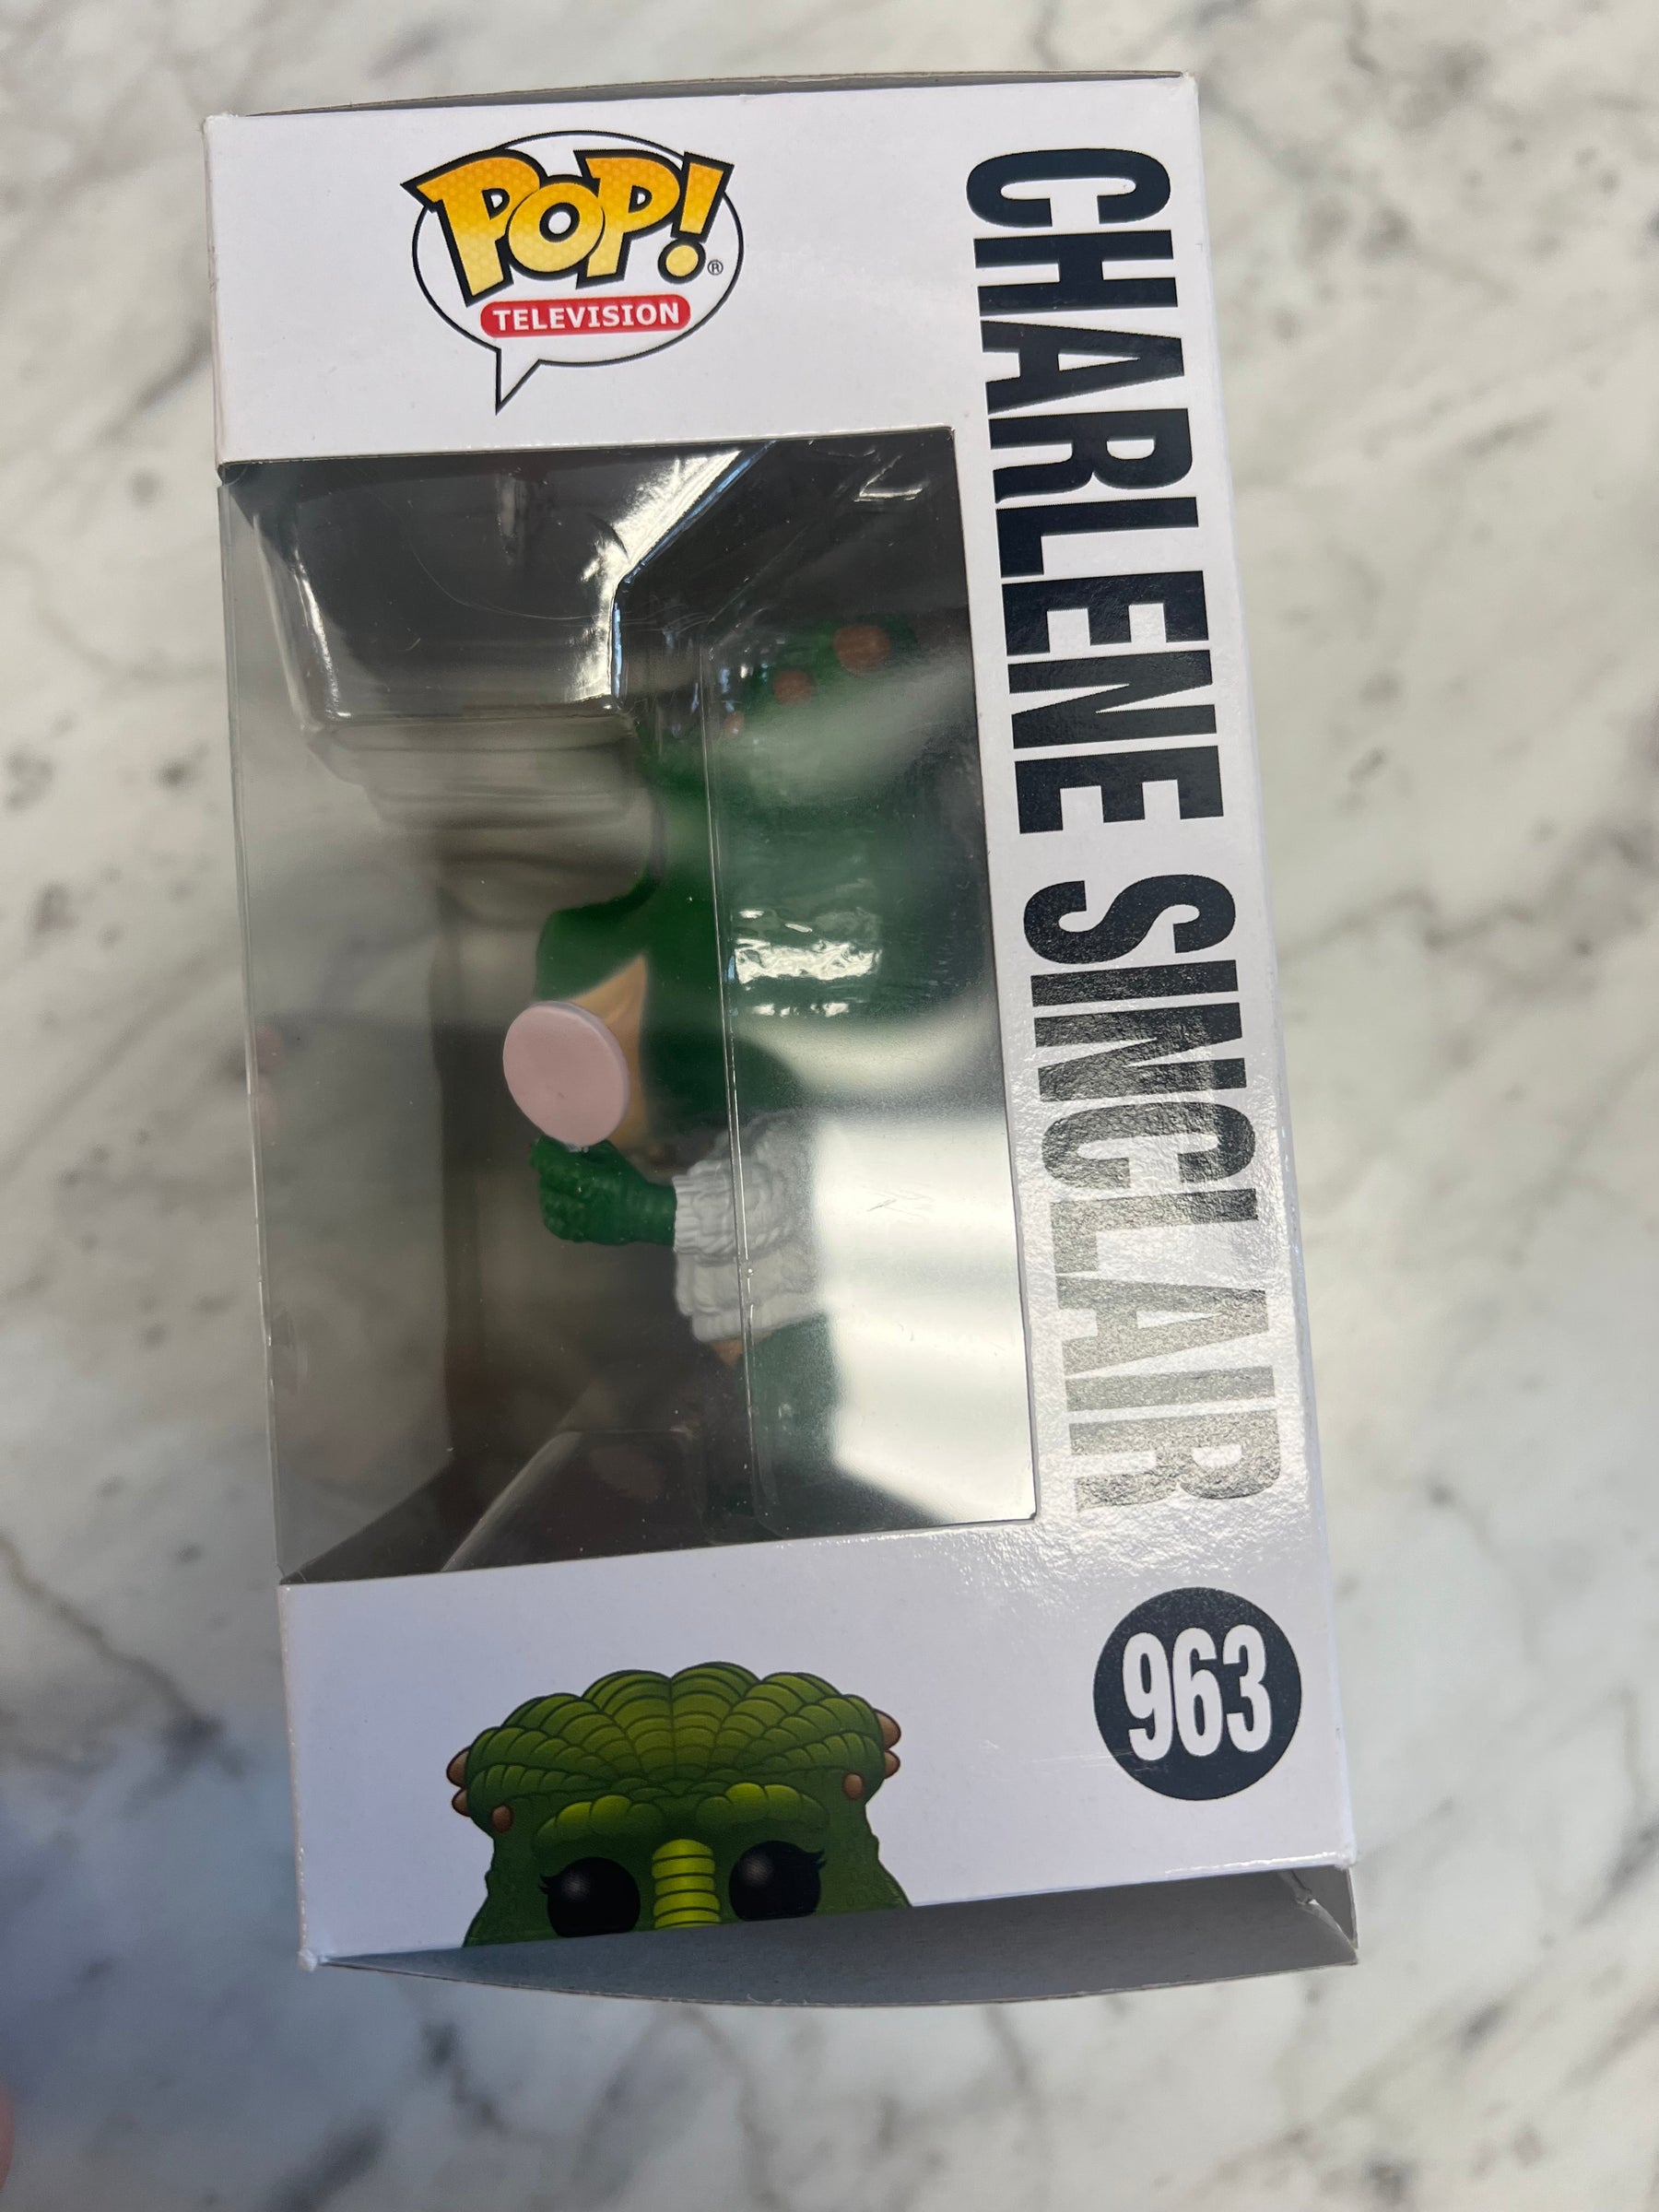 POP!®
TELEVISION
CHARLENE SINCLAIR
963